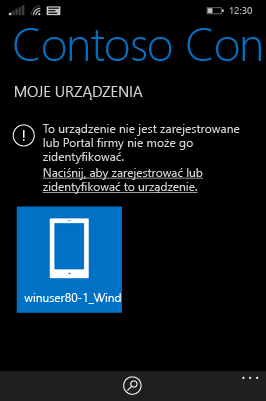 12:30
Contoso Con
MOJE URZĄDZENIA
To urządzenie nie jest zarejestrowane
lub Portal firmy nie może go
zidentyfikować.
Naciśnij, aby zarejestrować lub
zidentyfikować to urządzenie.
winuser80-1_Wind